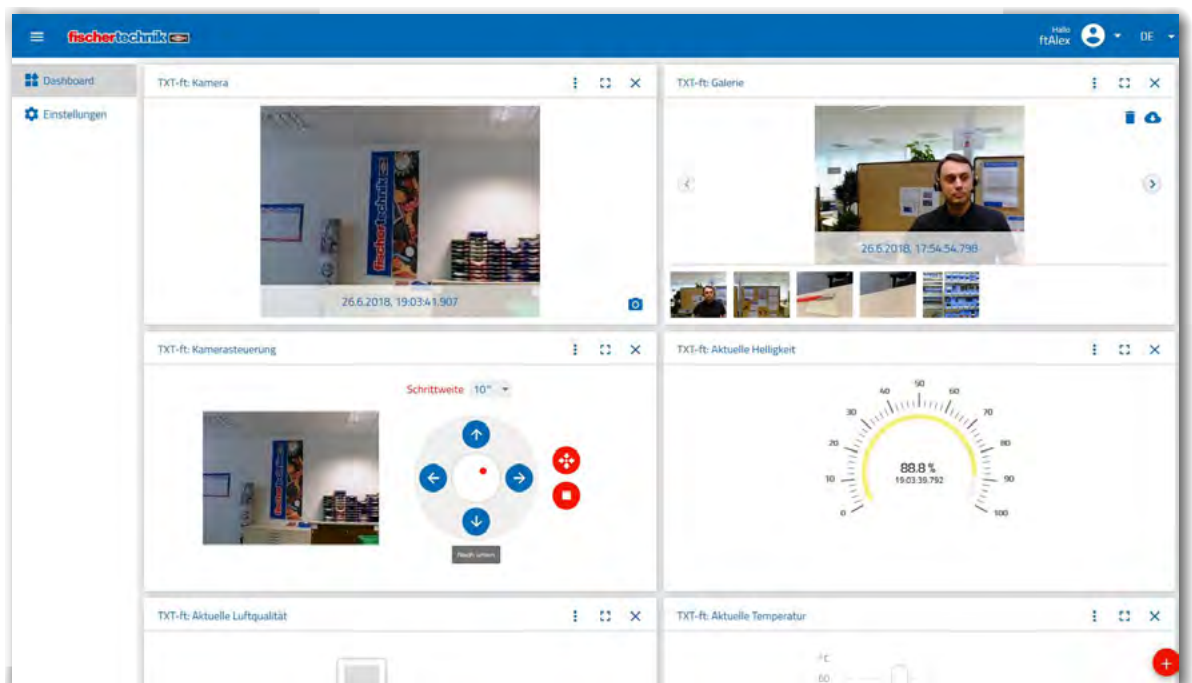 fischertechnik
Hallo
ftAlex
DE
Dashboard
Einstellungen
TXT-ft: Kamera
fischertechnik
26.6.2018, 19:03:41.907
TXT-ft: Galerie
26.6.2018, 17:54:54.798
TXT-ft: Kamerasteuerung
Schrittweite 10°
Nach unten
TXT-ft: Aktuelle Helligkeit
0
10
20
30
40
50
60
70
80
90
100
88.8 %
19:03:39.792
TXT-ft: Aktuelle Luftqualität
TXT-ft: Aktuelle Temperatur
°C
60